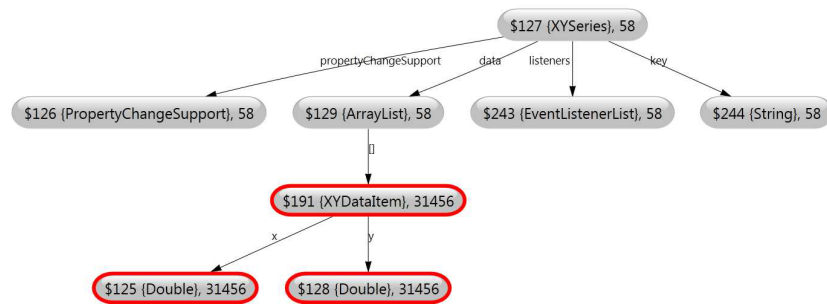 $127 {XYSeries}, 58
propertyChangeSupport
data
listeners
key
$126 {PropertyChangeSupport}, 58
$129 {ArrayList}, 58
$243 {EventListenerList}, 58
$244 {String}, 58
[]
$191 {XYDataItem}, 31456
x
y
$125 {Double}, 31456
$128 {Double}, 31456